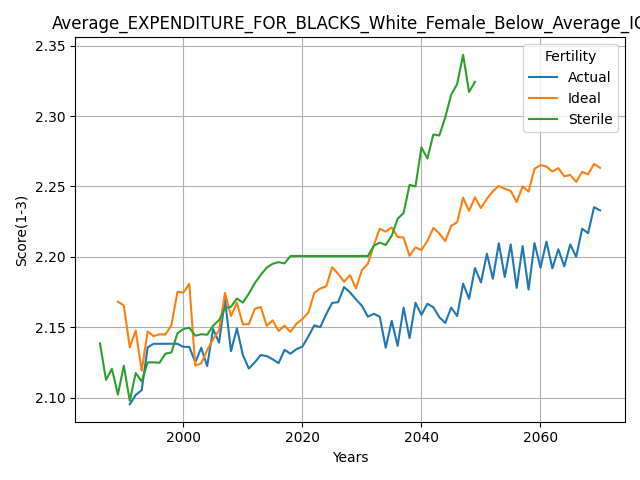 Average_EXPENDITURE_FOR_BLACKS_White_Female_Below_Average_IQ
Fertility
Actual
Ideal
Sterile
Score(1-3)
2.35
2.30
2.25
2.20
2.15
2.10
2000
2020
2040
2060
Years